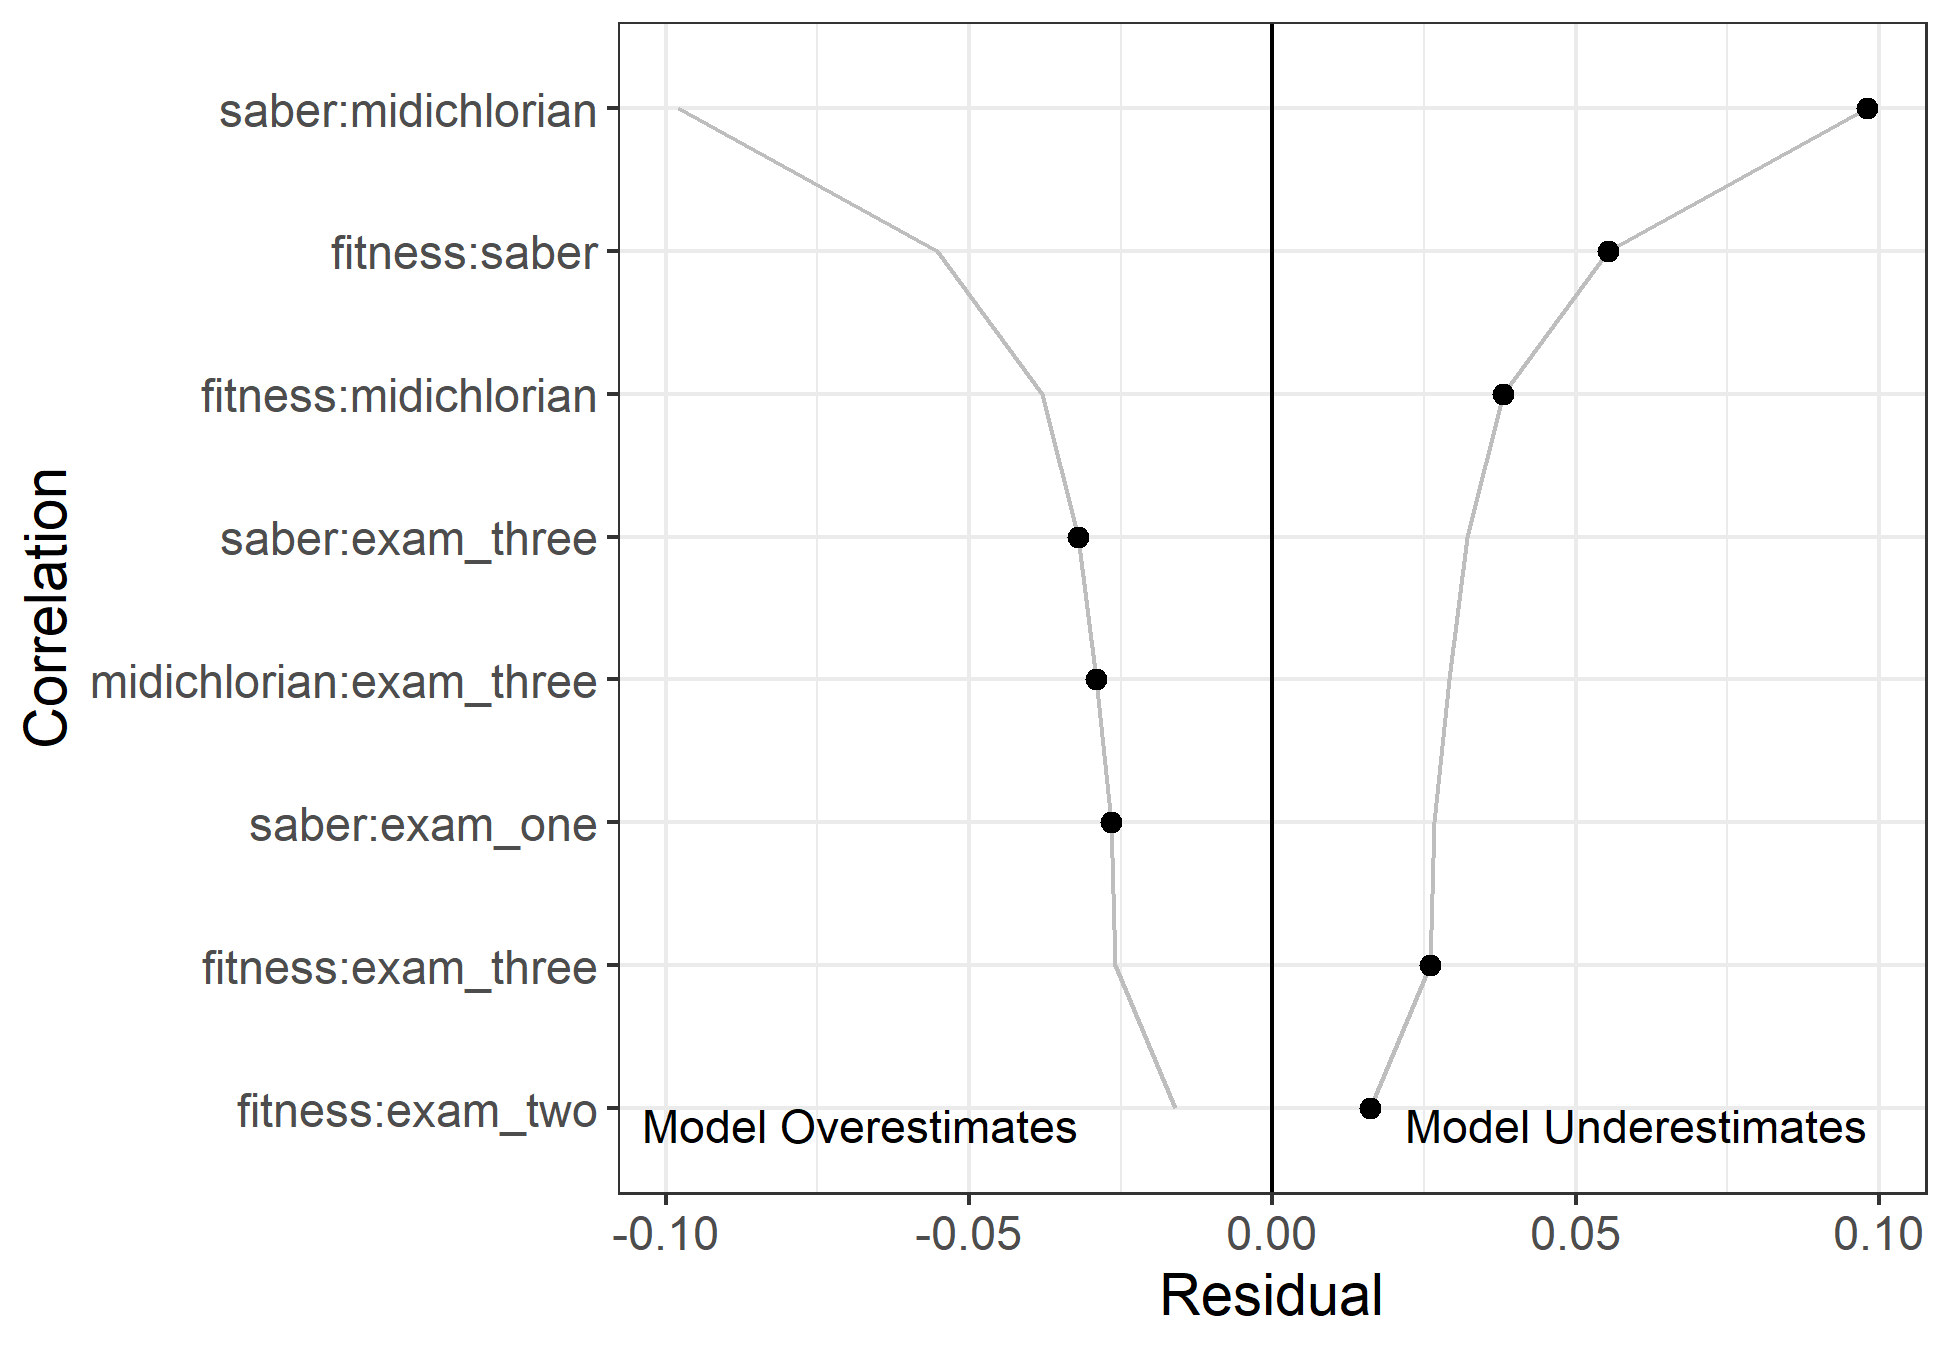 saber:midichlorian
fitness:saber
fitness:midichlorian
saber:exam_three
midichlorian:exam_three
saber:exam_one
fitness:exam_three
fitness:exam_two
Correlation
Model Overestimates
Model Underestimates
-0.10
-0.05
0.00
0.05
0.10
Residual